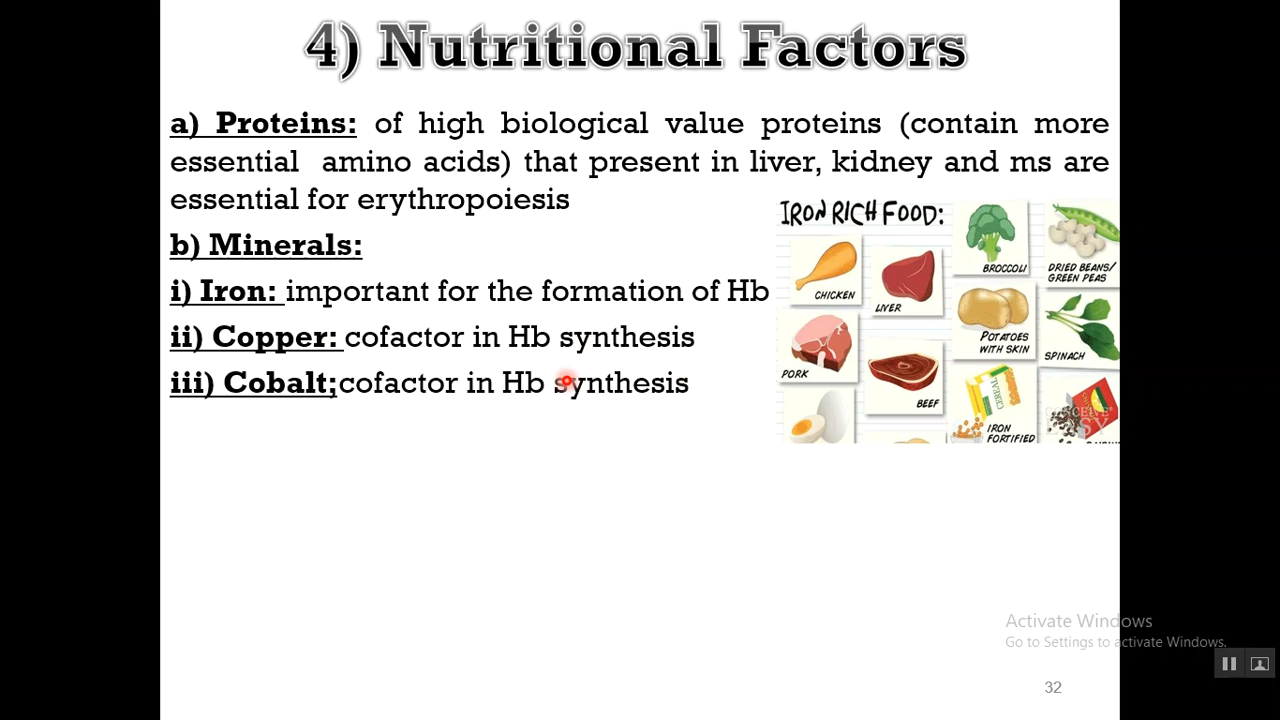 4) Nutritional Factors
a) Proteins: of high biological value proteins (contain more
essential amino acids) that present in liver, kidney and ms are
essential for erythropoiesis
b) Minerals:
i) Iron: important for the formation of Hb
ii) Copper: cofactor in Hb synthesis
iii) Cobalt;cofactor in Hb synthesis
IRON RICH FOOD:
CHICKEN
LIVER
BROCCOLI
DRIED BEANS/
GREEN PEAS
PORK
BEEF
POTATOES
WITH SKIN
SPINACH
CEREAL
IRON
FORTIFIED
EASY
Activate Windows
Go to Settings to activate Windows.
32